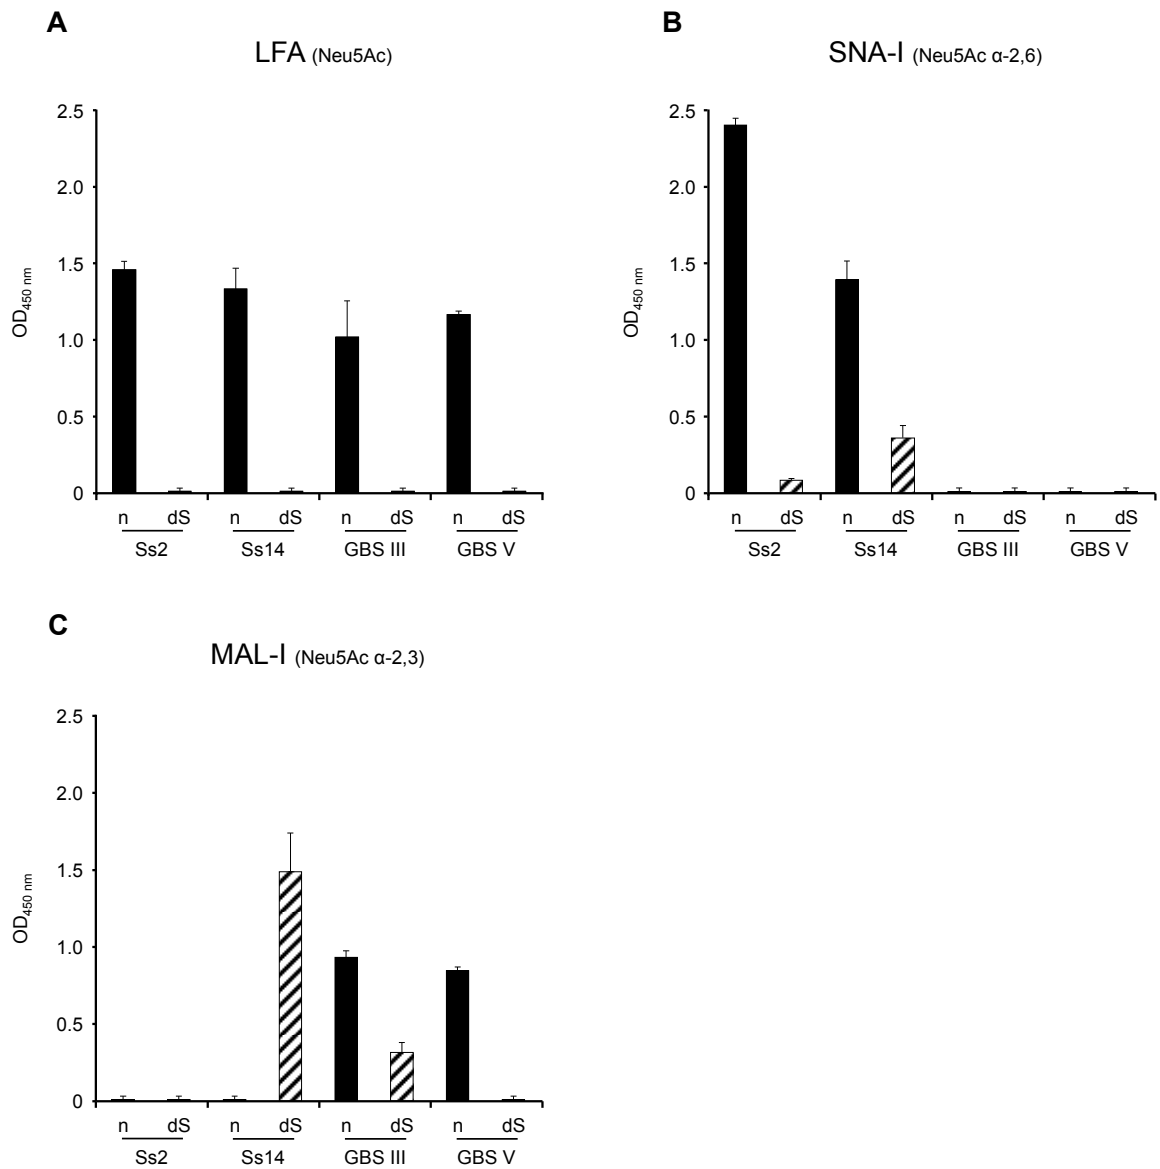 A
LFA (Neu5Ac)
2.5
2.0
1.5
1.0
0.5
0
OD450 nm
n dS n dS n dS n dS
Ss2 Ss14 GBS III GBS V
B
SNA-I (Neu5Ac α-2,6)
2.5
2.0
1.5
1.0
0.5
0
OD450 nm
n dS n dS n dS n dS
Ss2 Ss14 GBS III GBS V
C
MAL-I (Neu5Ac α-2,3)
2.5
2.0
1.5
1.0
0.5
0
OD450 nm
n dS n dS n dS n dS
Ss2 Ss14 GBS III GBS V